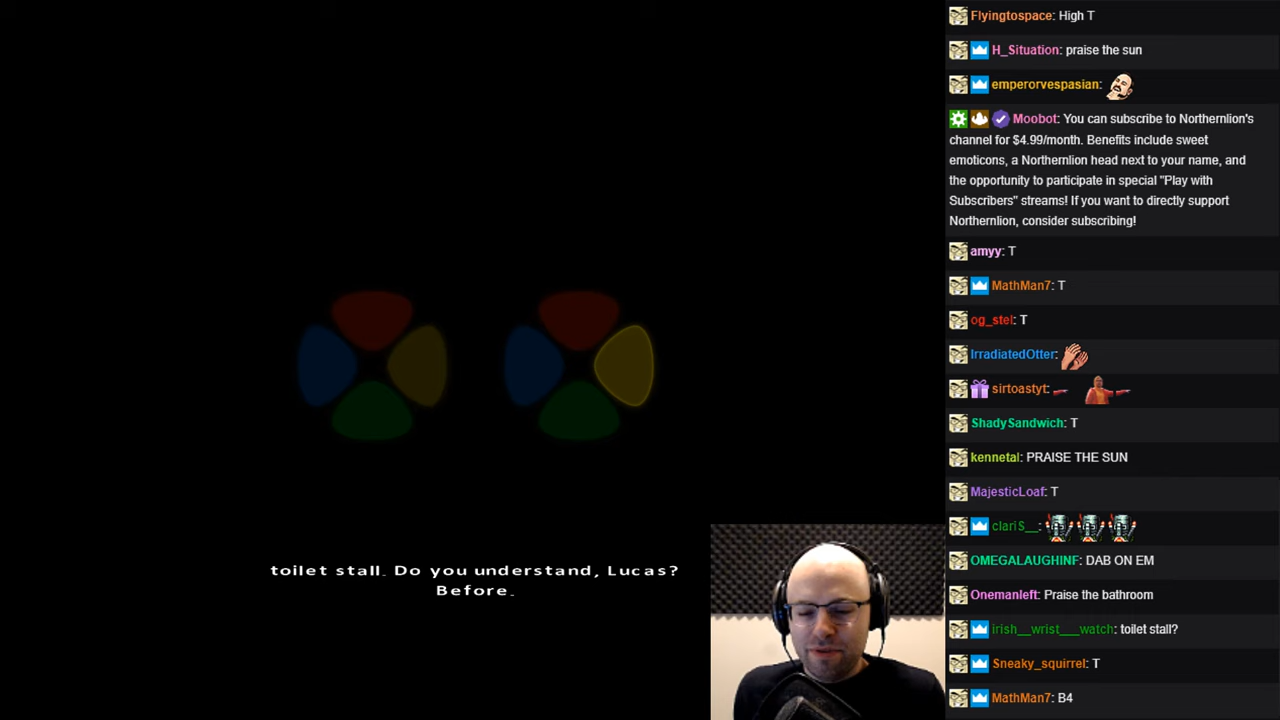 toilet stall. Do you understand, Lucas?
Before.
Flyingtospace: High T
H_Situation: praise the sun
emperorvespasian:
Moobot: You can subscribe to Northernlion's
channel for $4.99/month. Benefits include sweet
emoticons, a Northernlion head next to your name, and
the opportunity to participate in special "Play with
Subscribers" streams! If you want to directly support
Northernlion, consider subscribing!
amyy: T
MathMan7: T
og_stel: T
IrradiatedOtter:
sirtoastyt:
ShadySandwich: T
kennetal: PRAISE THE SUN
MajesticLoaf: T
clariS__:
OMEGALAUGHINF: DAB ON EM
Onemanleft: Praise the bathroom
irish__wrist___watch: toilet stall?
Sneaky_squirrel: T
MathMan7: B4